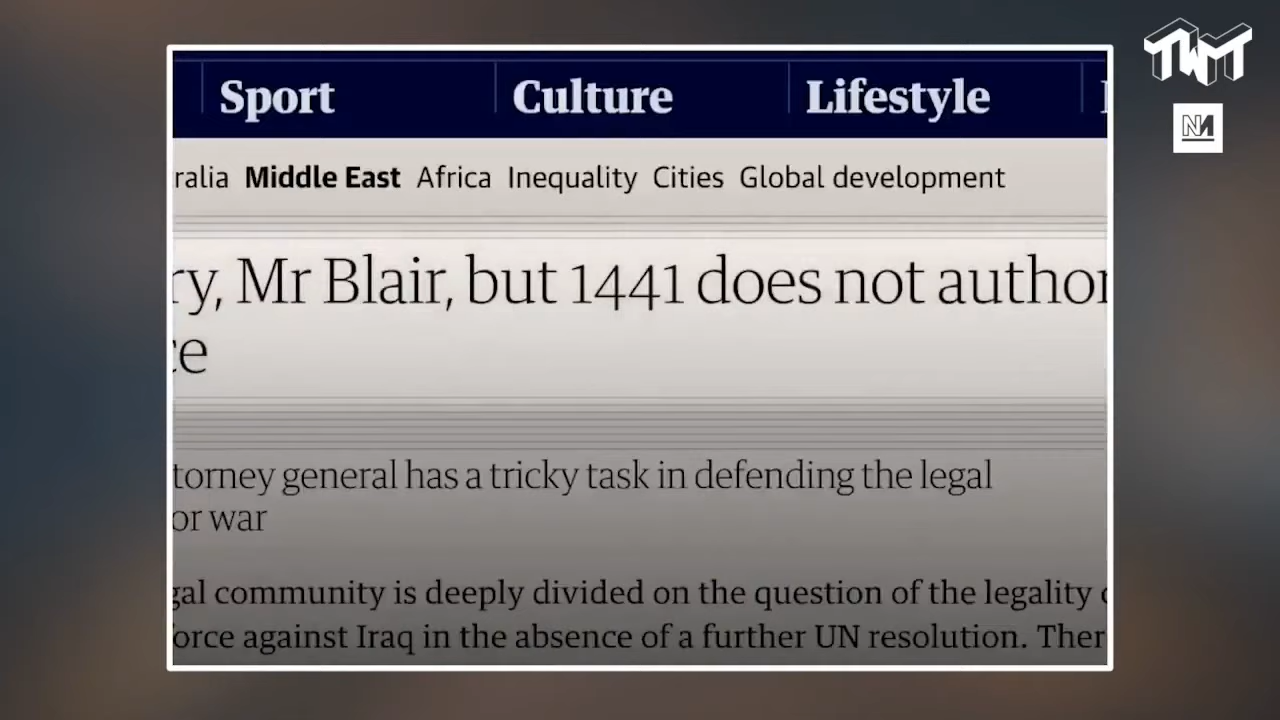 TWT
NM
Sport Culture Lifestyle
ralia Middle East Africa Inequality Cities Global development
ry, Mr Blair, but 1441 does not author
ce
torney general has a tricky task in defending the legal
or war
gal community is deeply divided on the question of the legality
force against Iraq in the absence of a further UN resolution. Ther